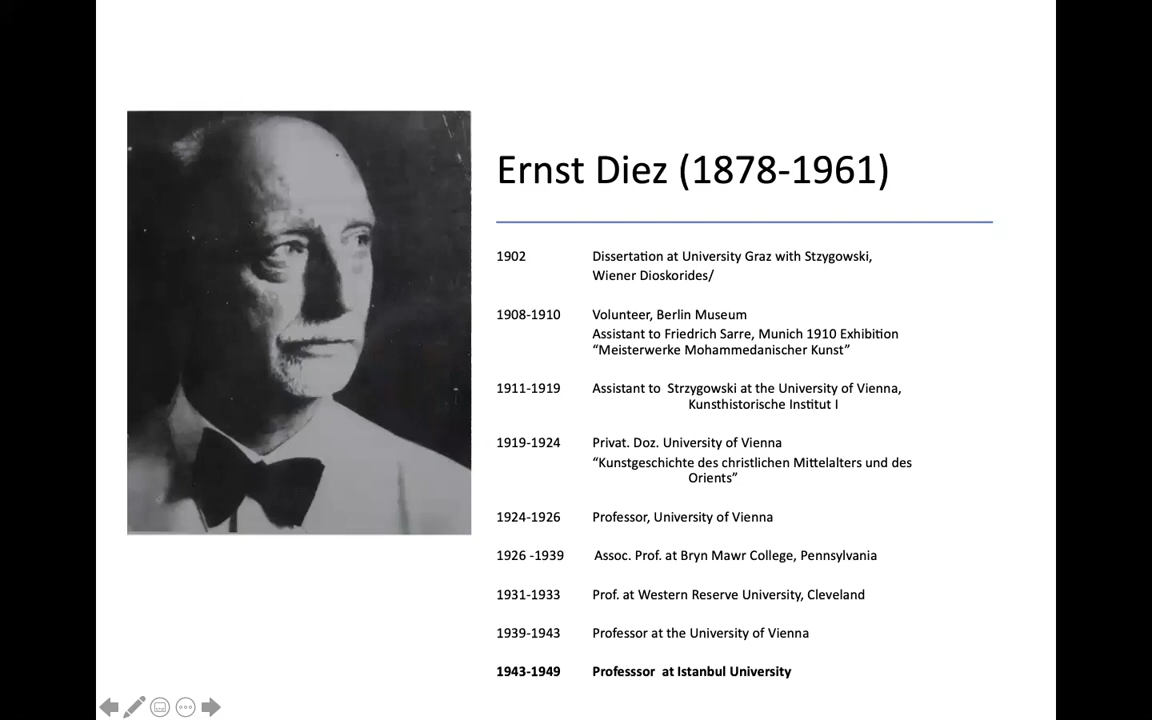 Ernst Diez (1878-1961)
1902 Dissertation at University Graz with Stzygowski,
Wiener Dioskorides/
1908-1910 Volunteer, Berlin Museum
Assistant to Friedrich Sarre, Munich 1910 Exhibition
“Meisterwerke Mohammedanischer Kunst”
1911-1919 Assistant to Strzygowski at the University of Vienna,
Kunsthistorische Institut I
1919-1924 Privat. Doz. University of Vienna
“Kunstgeschichte des christlichen Mittelalters und des
Orients”
1924-1926 Professor, University of Vienna
1926 -1939 Assoc. Prof. at Bryn Mawr College, Pennsylvania
1931-1933 Prof. at Western Reserve University, Cleveland
1939-1943 Professor at the University of Vienna
1943-1949 Professsor at Istanbul University